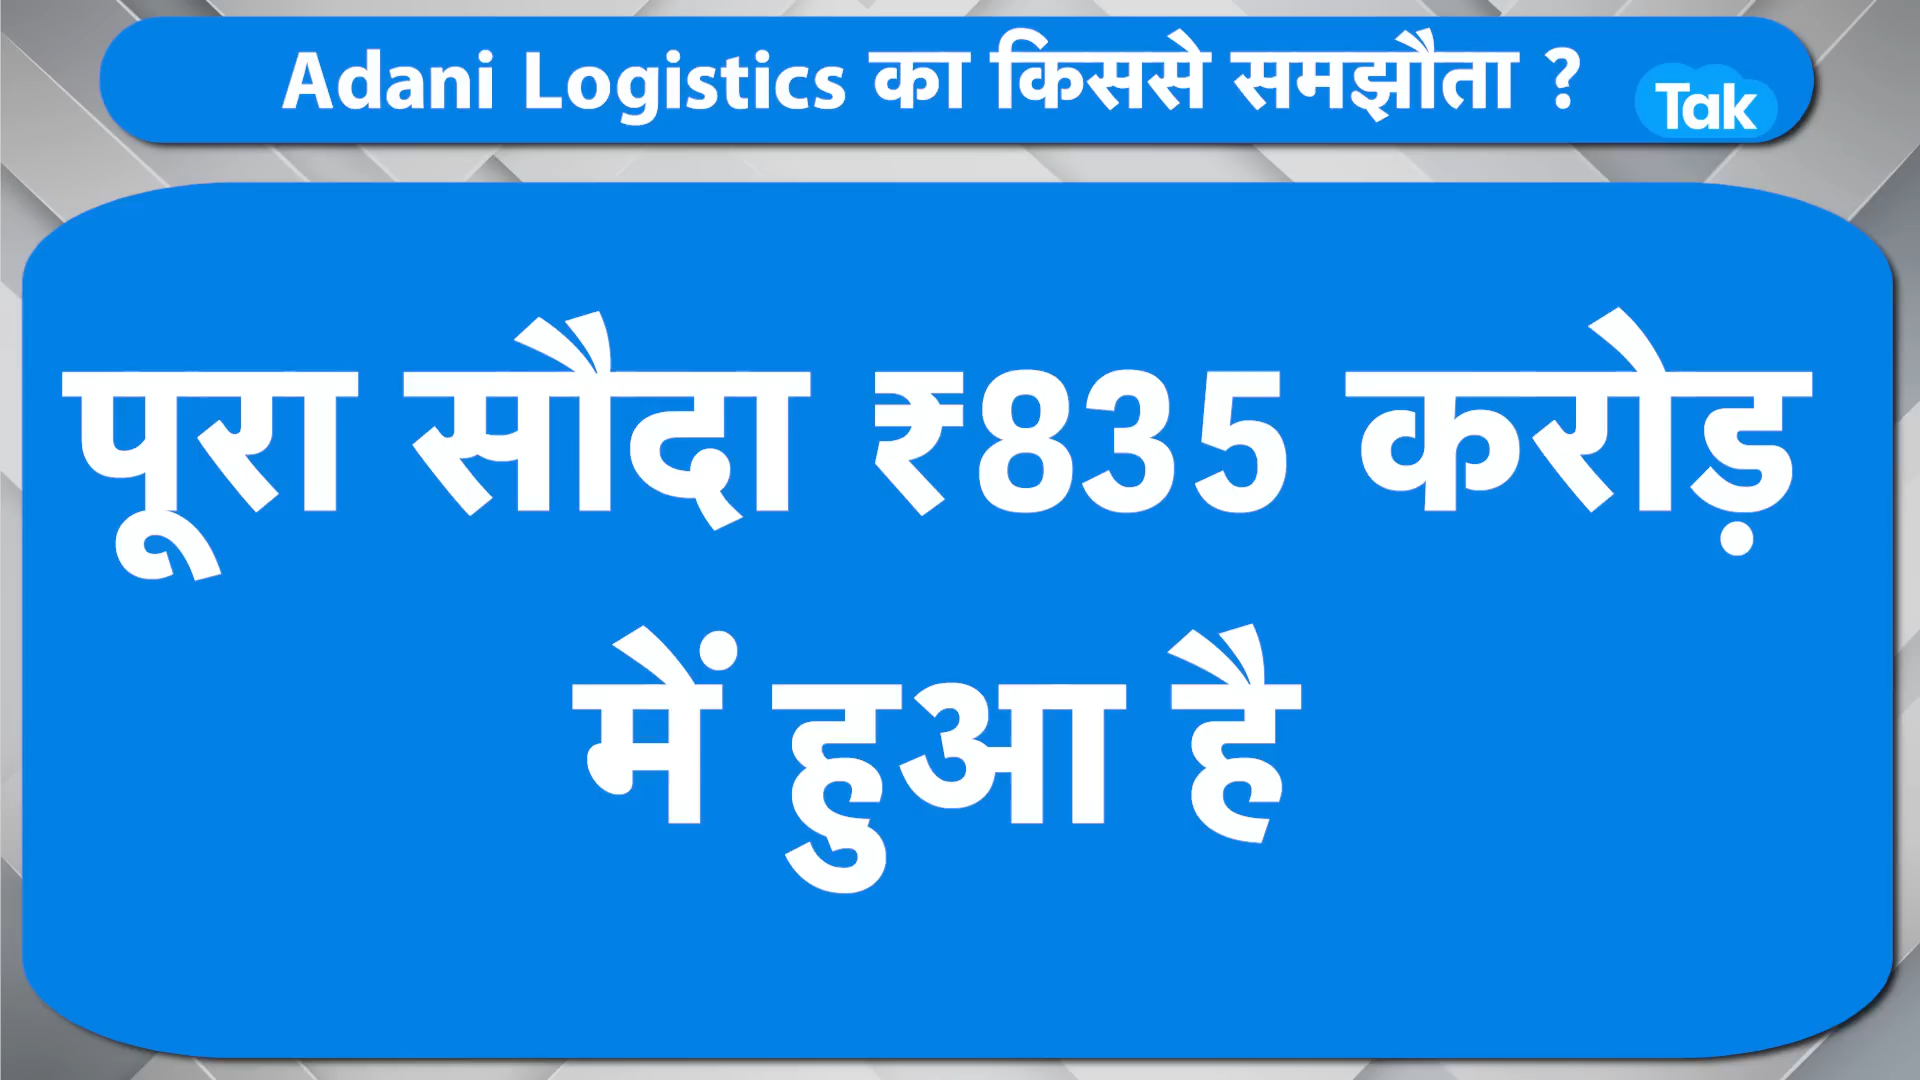 Adani Logistics का किससे समझौता ?
Tak
पूरा सौदा ₹835 करोड़
में हुआ है